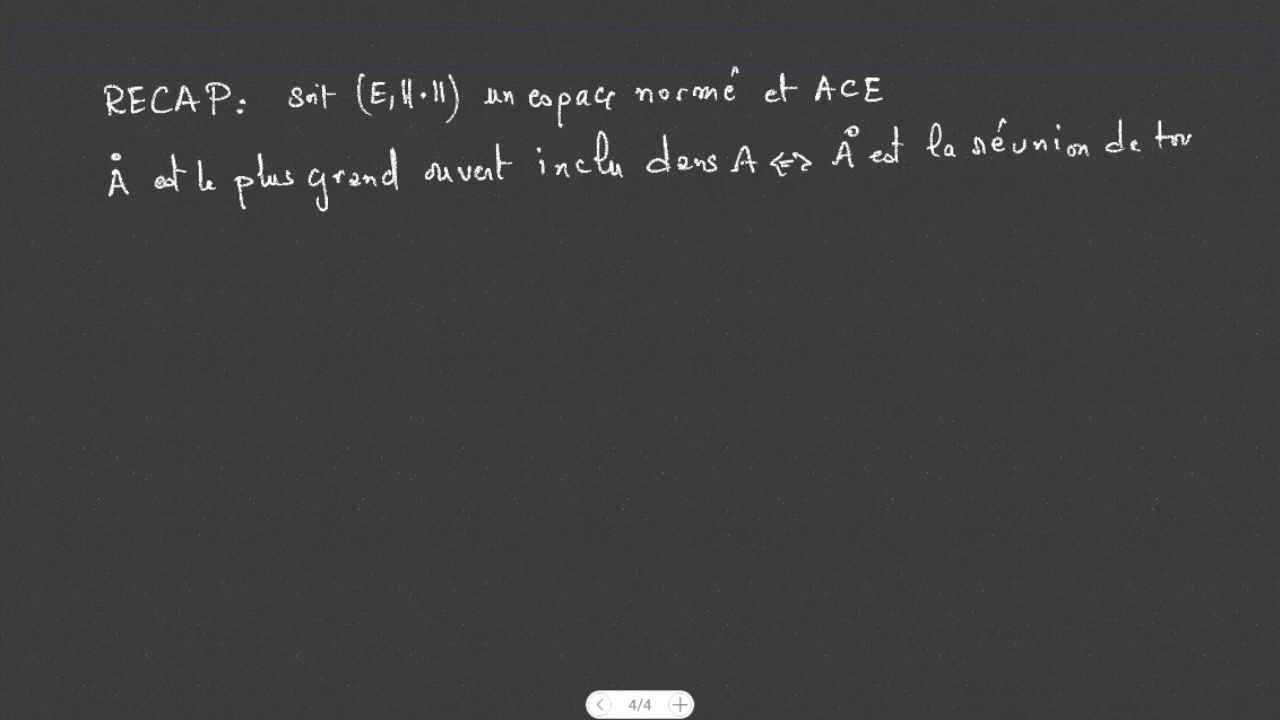 RECAP: soit (E, ||·||) un espace normé et A⊂E
Å est le plus grand ouvert inclu dans A ⟺ Å est la réunion de tou
4/4